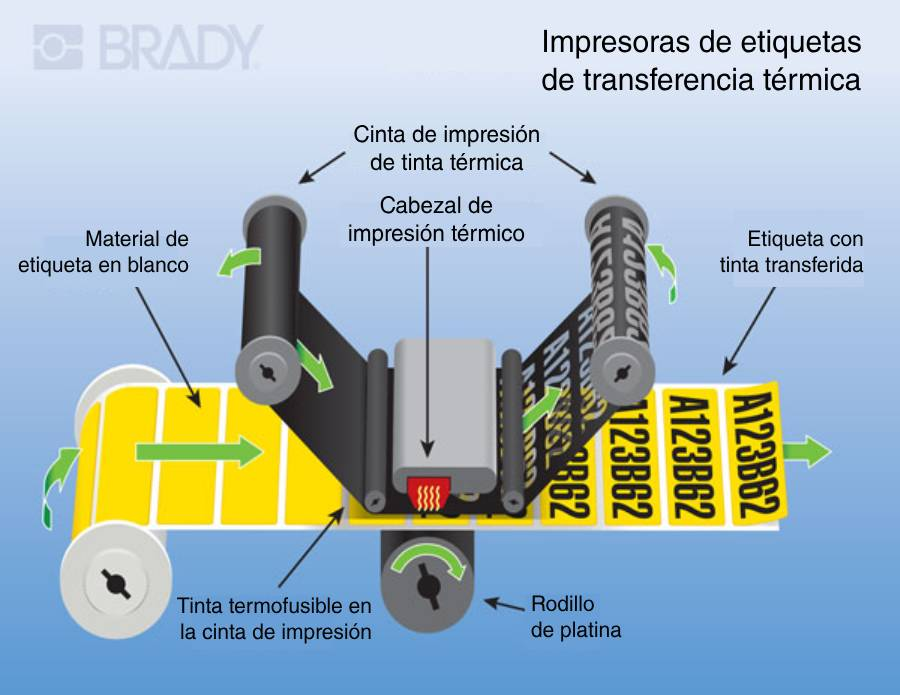 BRADY
Impresoras de etiquetas
de transferencia térmica
Cinta de impresión
de tinta térmica
Cabezal de
impresión térmico
Material de
etiqueta en blanco
Etiqueta con
tinta transferida
A123B62
A123B62
A123B62
A123B62
Tinta termofusible en
la cinta de impresión
Rodillo
de platina